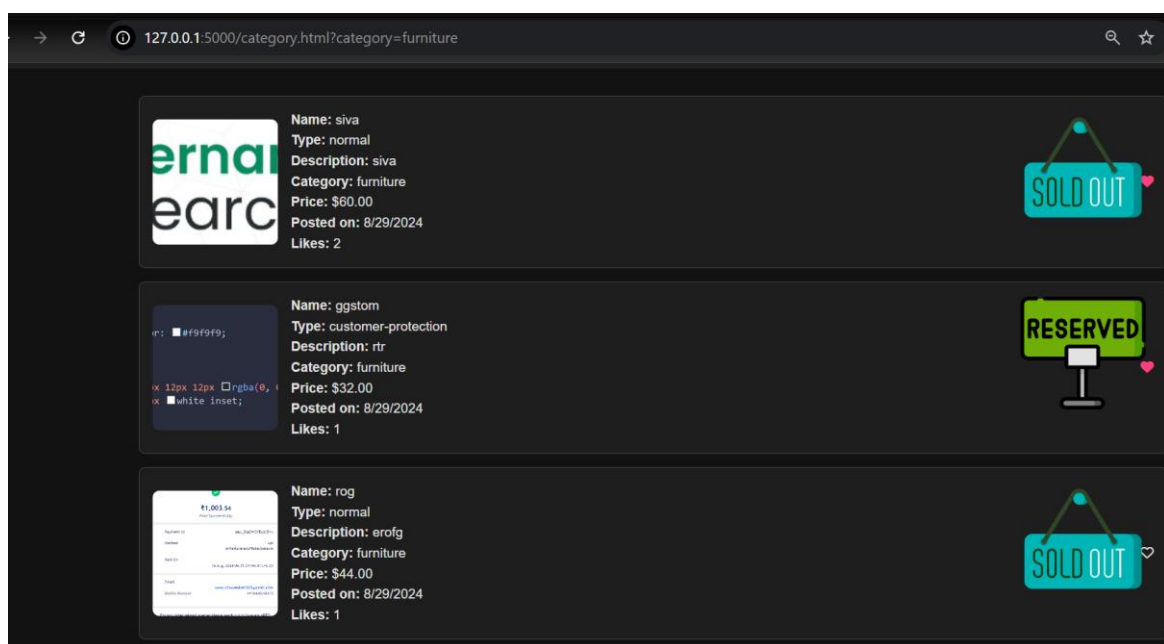 127.0.0.1:5000/category.html?category=furniture
ernar
earc
Name: siva
Type: normal
Description: siva
Category: furniture
Price: $60.00
Posted on: 8/29/2024
Likes: 2
SOLD OUT
r: #f9f9f9;
px 12px 12px rgba(0,
x white inset;
Name: ggstom
Type: customer-protection
Description: rtr
Category: furniture
Price: $32.00
Posted on: 8/29/2024
Likes: 1
RESERVED
₹1,003.54
Name: rog
Type: normal
Description: erofg
Category: furniture
Price: $44.00
Posted on: 8/29/2024
Likes: 1
SOLD OUT